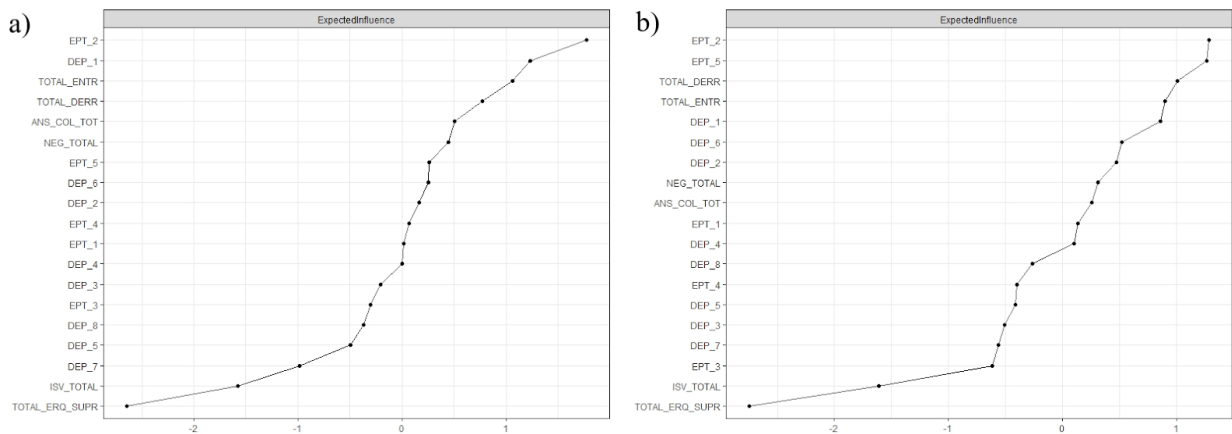 a)
ExpectedInfluence
EPT_2
DEP_1
TOTAL_ENTR
TOTAL_DERR
ANS_COL_TOT
NEG_TOTAL
EPT_5
DEP_6
DEP_2
EPT_4
EPT_1
DEP_4
DEP_3
EPT_3
DEP_8
DEP_5
DEP_7
ISV_TOTAL
TOTAL_ERQ_SUPR
-2 -1 0 1
b)
ExpectedInfluence
EPT_2
EPT_5
TOTAL_DERR
TOTAL_ENTR
DEP_1
DEP_6
DEP_2
NEG_TOTAL
ANS_COL_TOT
EPT_1
DEP_4
DEP_8
EPT_4
DEP_5
DEP_3
DEP_7
EPT_3
ISV_TOTAL
TOTAL_ERQ_SUPR
-2 -1 0 1